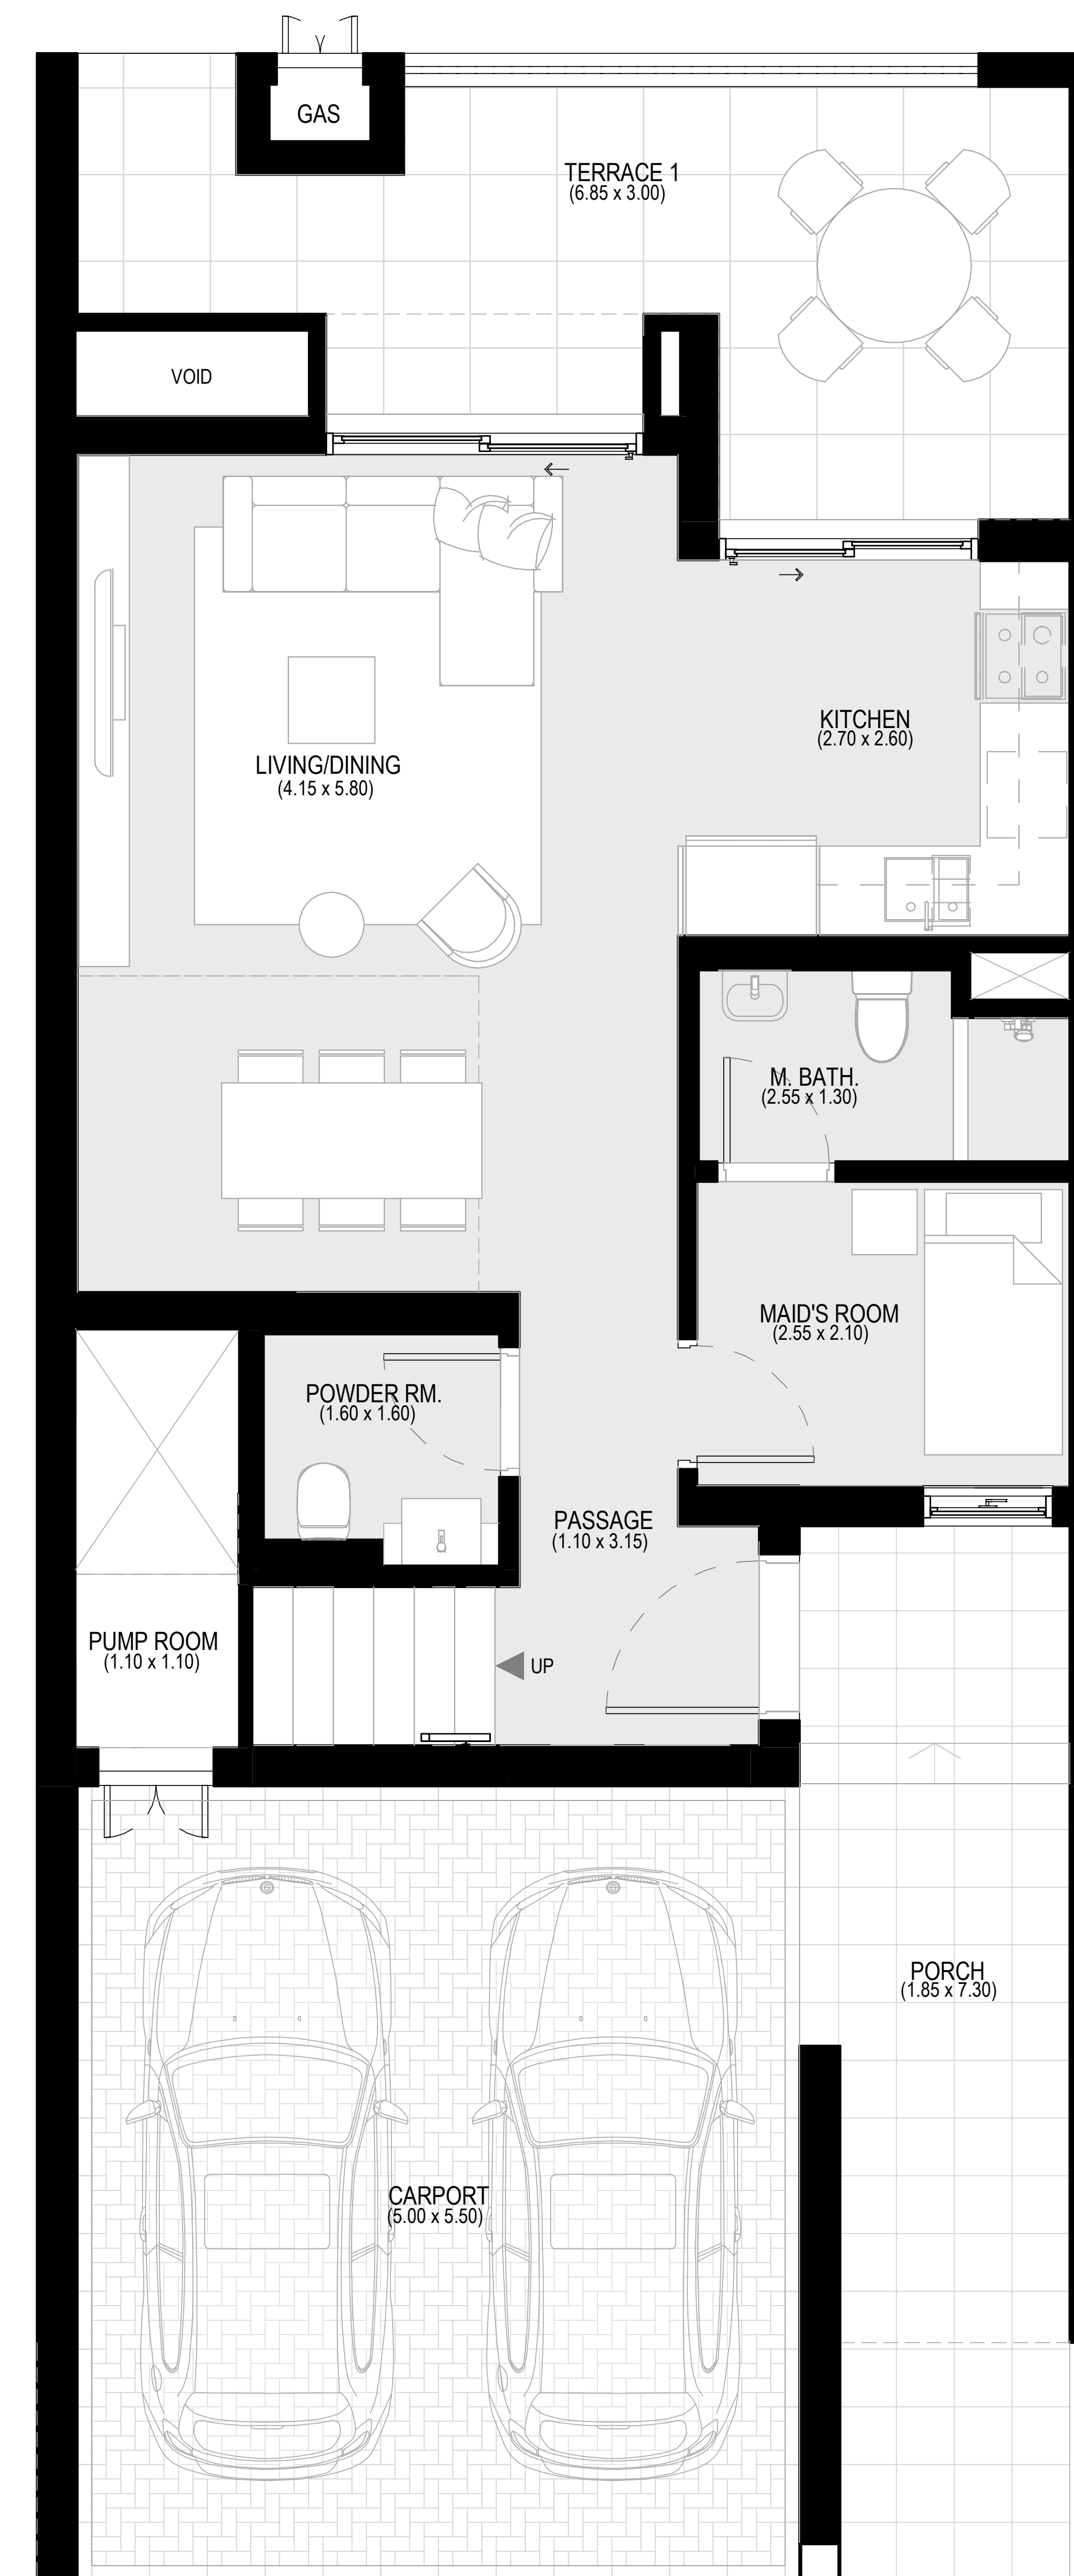 GAS
TERRACE 1
(6.85 x 3.00)
VOID
KITCHEN
(2.70 x 2.60)
LIVING/DINING
(4.15 x 5.80)
M. BATH.
(2.55 x 1.30)
MAID'S ROOM
(2.55 x 2.10)
POWDER RM.
(1.60 x 1.60)
PASSAGE
(1.10 x 3.15)
PUMP ROOM
(1.10 x 1.10)
UP
PORCH
(1.85 x 7.30)
CARPORT
(5.00 x 5.50)